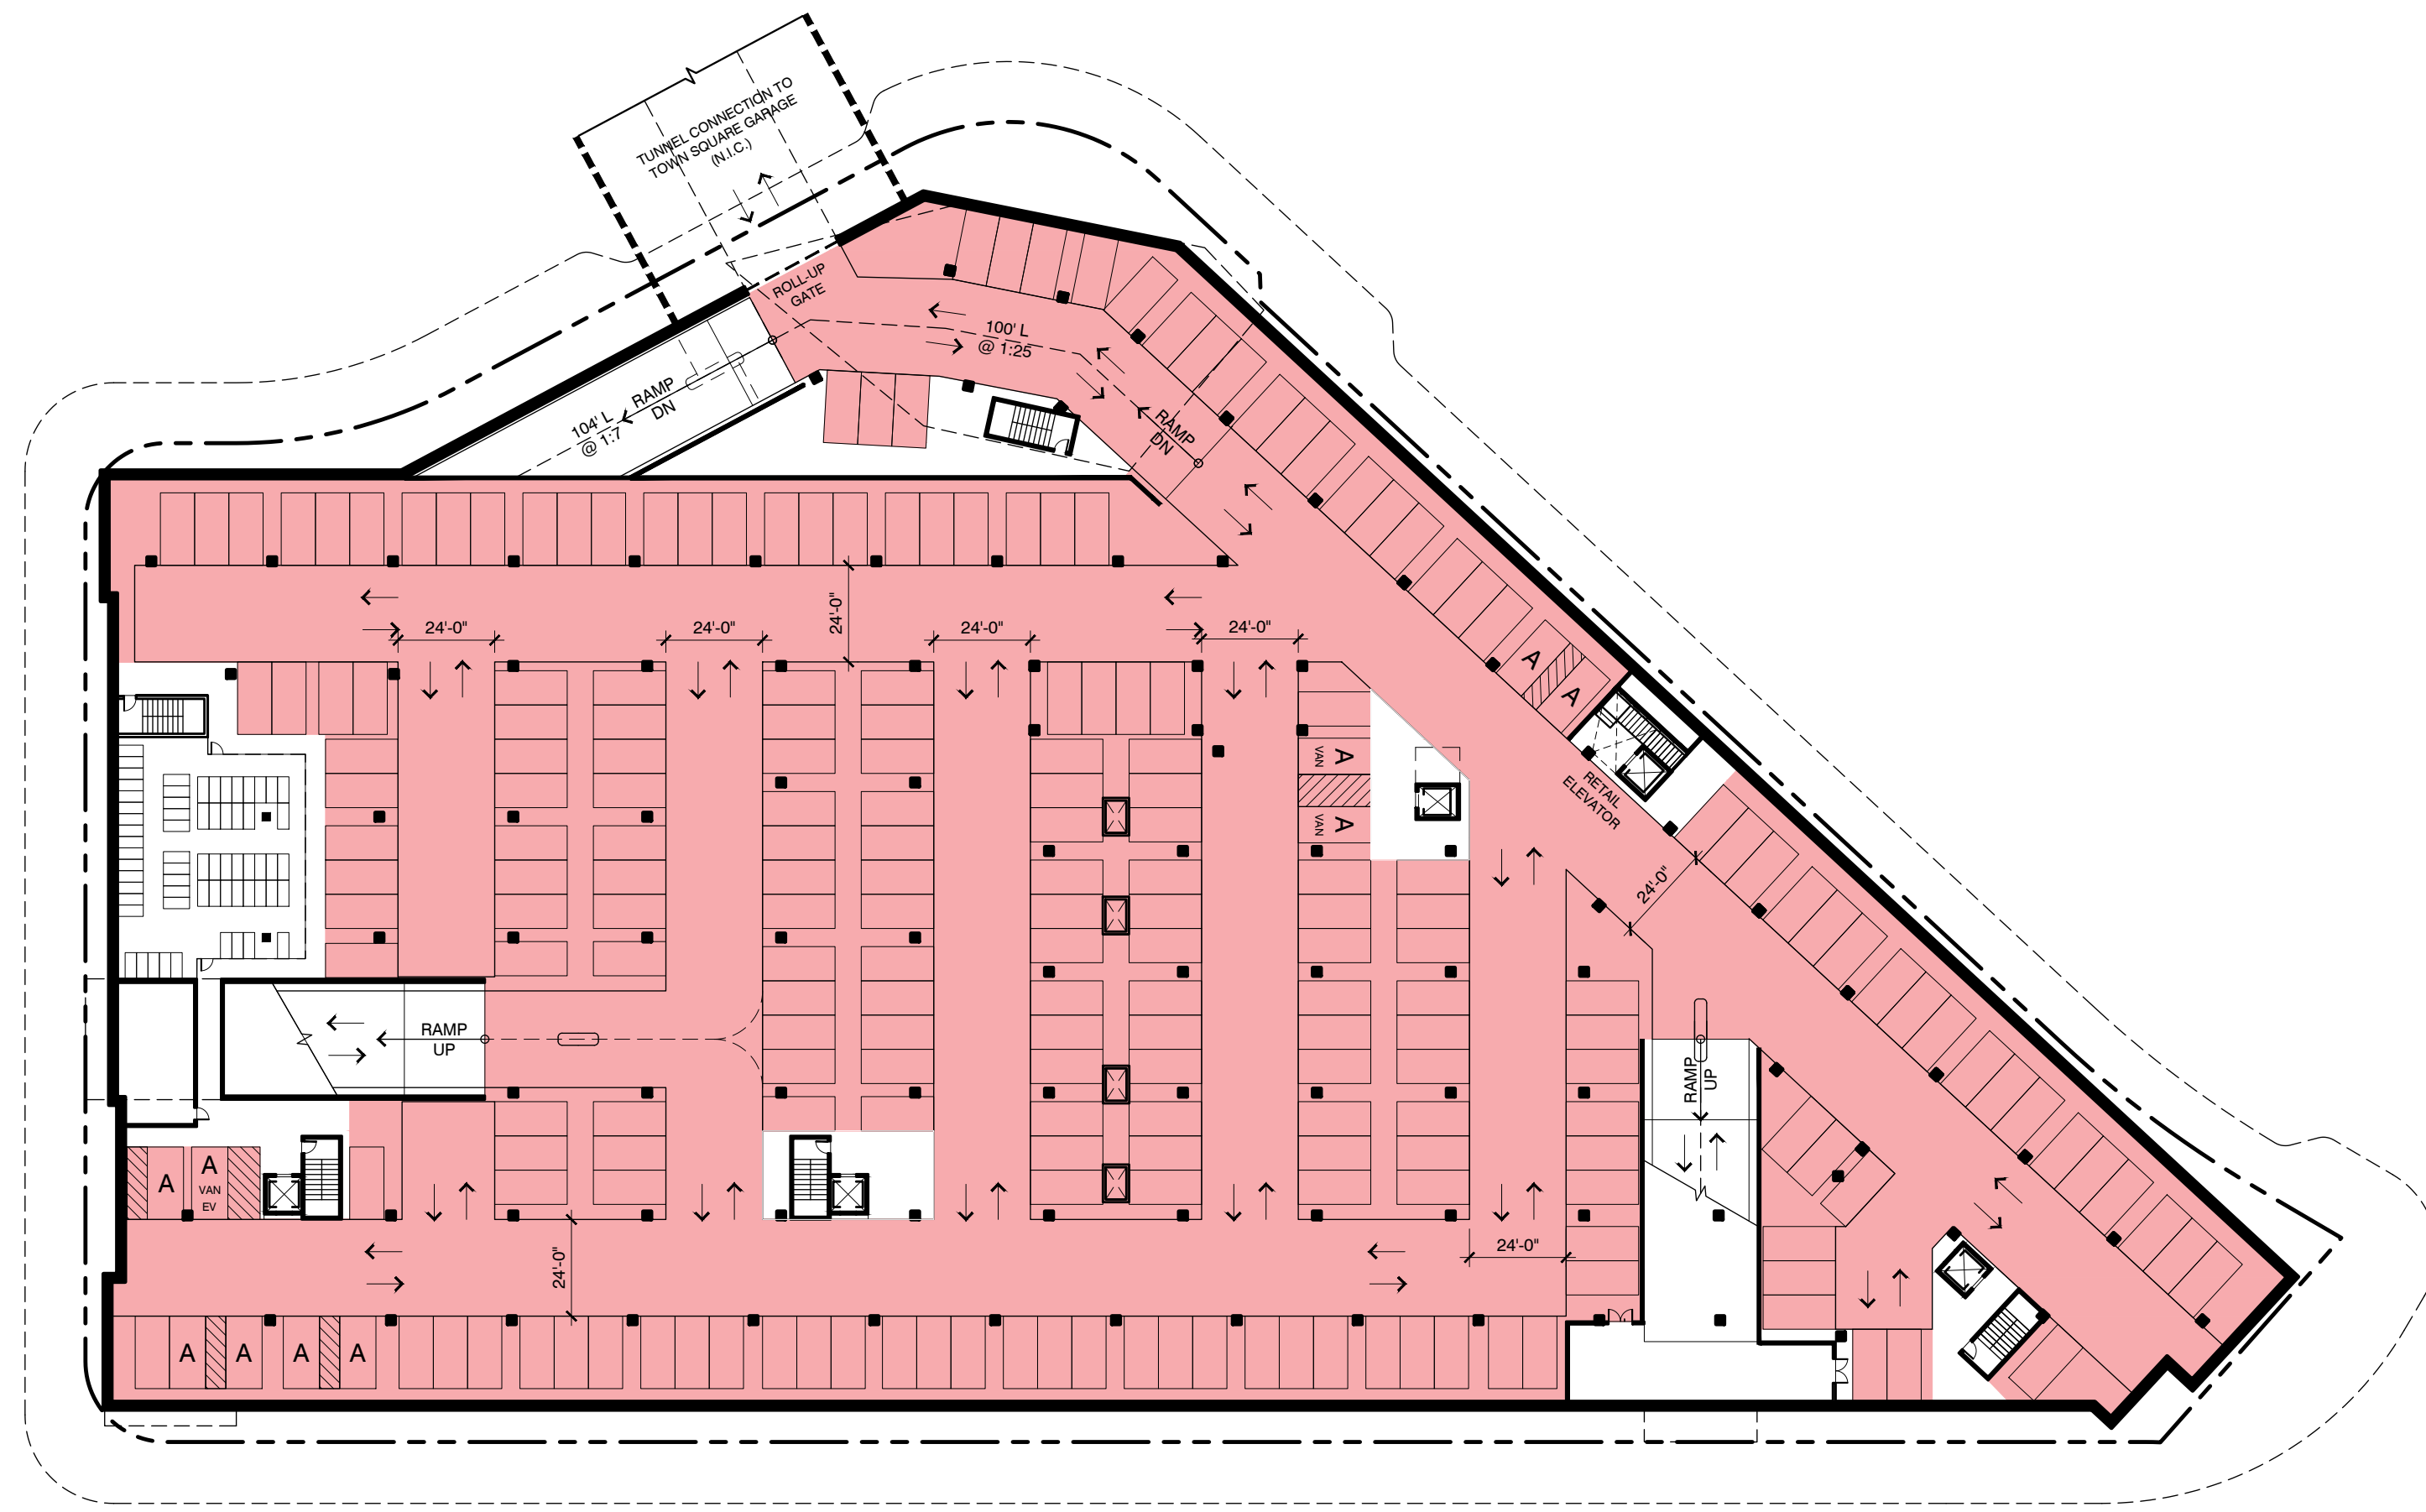 TUNNEL CONNECTION TO
TOWN SQUARE GARAGE
(N.I.C.)
ROLL-UP
GATE
100' L
@ 1:25
RAMP
DN
104' L
@ 1:7
RAMP
DN
24'-0"
24'-0"
24'-0"
24'-0"
24'-0"
A
A
A
VAN
A
VAN
RETAIL
ELEVATOR
24'-0"
RAMP
UP
RAMP
UP
A
A
VAN
EV
24'-0"
24'-0"
A
A
A
A